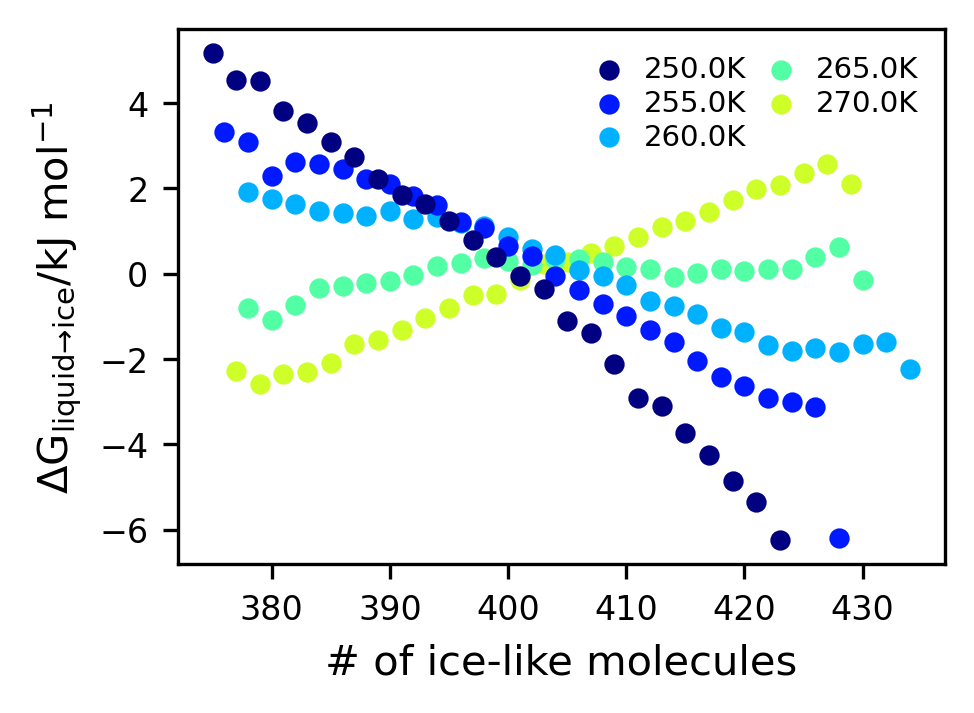 250.0K
255.0K
260.0K
265.0K
270.0K
4
2
0
−2
−4
−6
ΔGliquid→ice/kJ mol−1
380 390 400 410 420 430
# of ice-like molecules